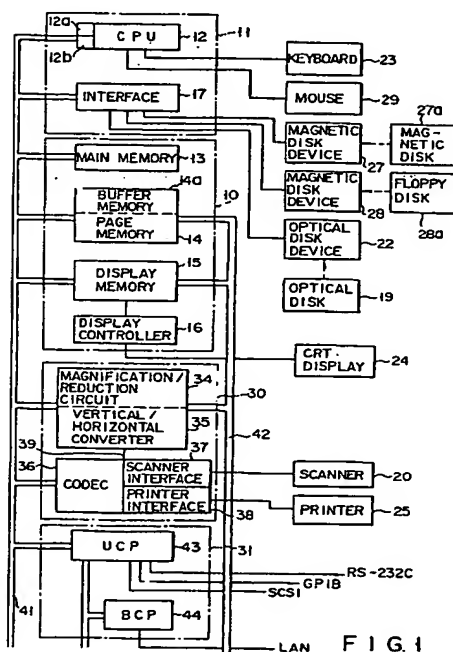 12a
CPU
12
11
12b
KEYBOARD
23
INTERFACE
17
MOUSE
29
27a
MAGNETIC
DISK
DEVICE
27
MAG-
NETIC
DISK
MAIN MEMORY
13
14a
10
BUFFER MEMORY
PAGE
MEMORY
14
MAGNETIC
DISK
DEVICE
28
FLOPPY
DISK
28a
OPTICAL
DISK
DEVICE
22
DISPLAY
MEMORY
15
OPTICAL
DISK
19
DISPLAY
CONTROLLER
16
CRT-
DISPLAY
24
MAGNIFICATION/
REDUCTION
CIRCUIT
34
30
VERTICAL/
HORIZONTAL
CONVERTER
35
42
39
37
36
CODEC
SCANNER
INTERFACE
SCANNER
20
PRINTER
INTERFACE
38
PRINTER
25
31
UCP
43
RS-232C
GPIB
SCSI
BCP
44
41
LAN
FIG.1